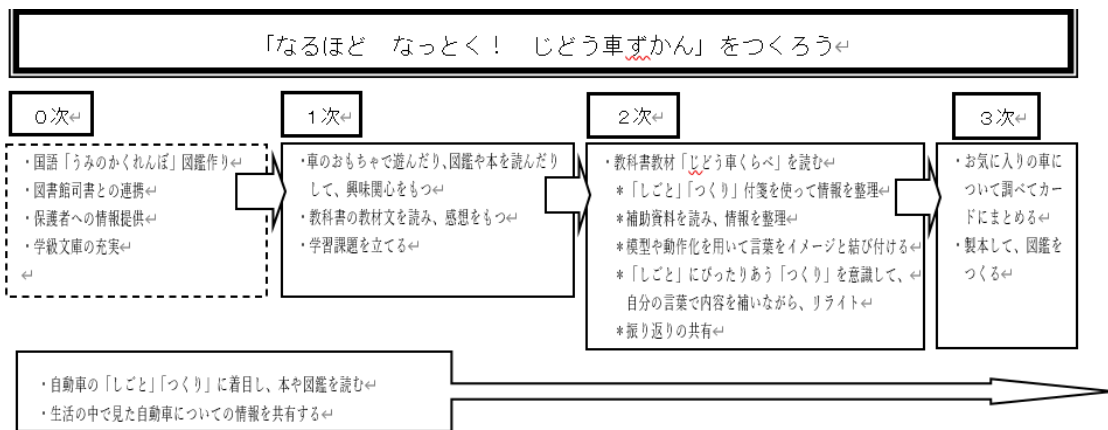 「なるほど　なっとく！　じどう車ずかん」をつくろう↵
０次↵
・国語「うみのかくれんぼ」図鑑作り↵
・図書館司書との連携↵
・保護者への情報提供↵
・学級文庫の充実↵
↵
１次↵
・車のおもちゃで遊んだり、図鑑や本を読んだり
して、興味関心をもつ↵
・教科書の教材文を読み、感想をもつ↵
・学習課題を立てる↵
２次↵
・教科書教材「じどう車くらべ」を読む↵
＊「しごと」「つくり」付箋を使って情報を整理↵
＊補助資料を読み、情報を整理↵
＊模型や動作化を用いて言葉をイメージと結び付ける↵
＊「しごと」にぴったりあう「つくり」を意識して、↵
自分の言葉で内容を補いながら、リライト↵
＊振り返りの共有↵
３次↵
・お気に入りの車に
ついて調べてカー
ドにまとめる↵
・製本して、図鑑を
つくる↵
・自動車の「しごと」「つくり」に着目し、本や図鑑を読む↵
・生活の中で見た自動車についての情報を共有する↵